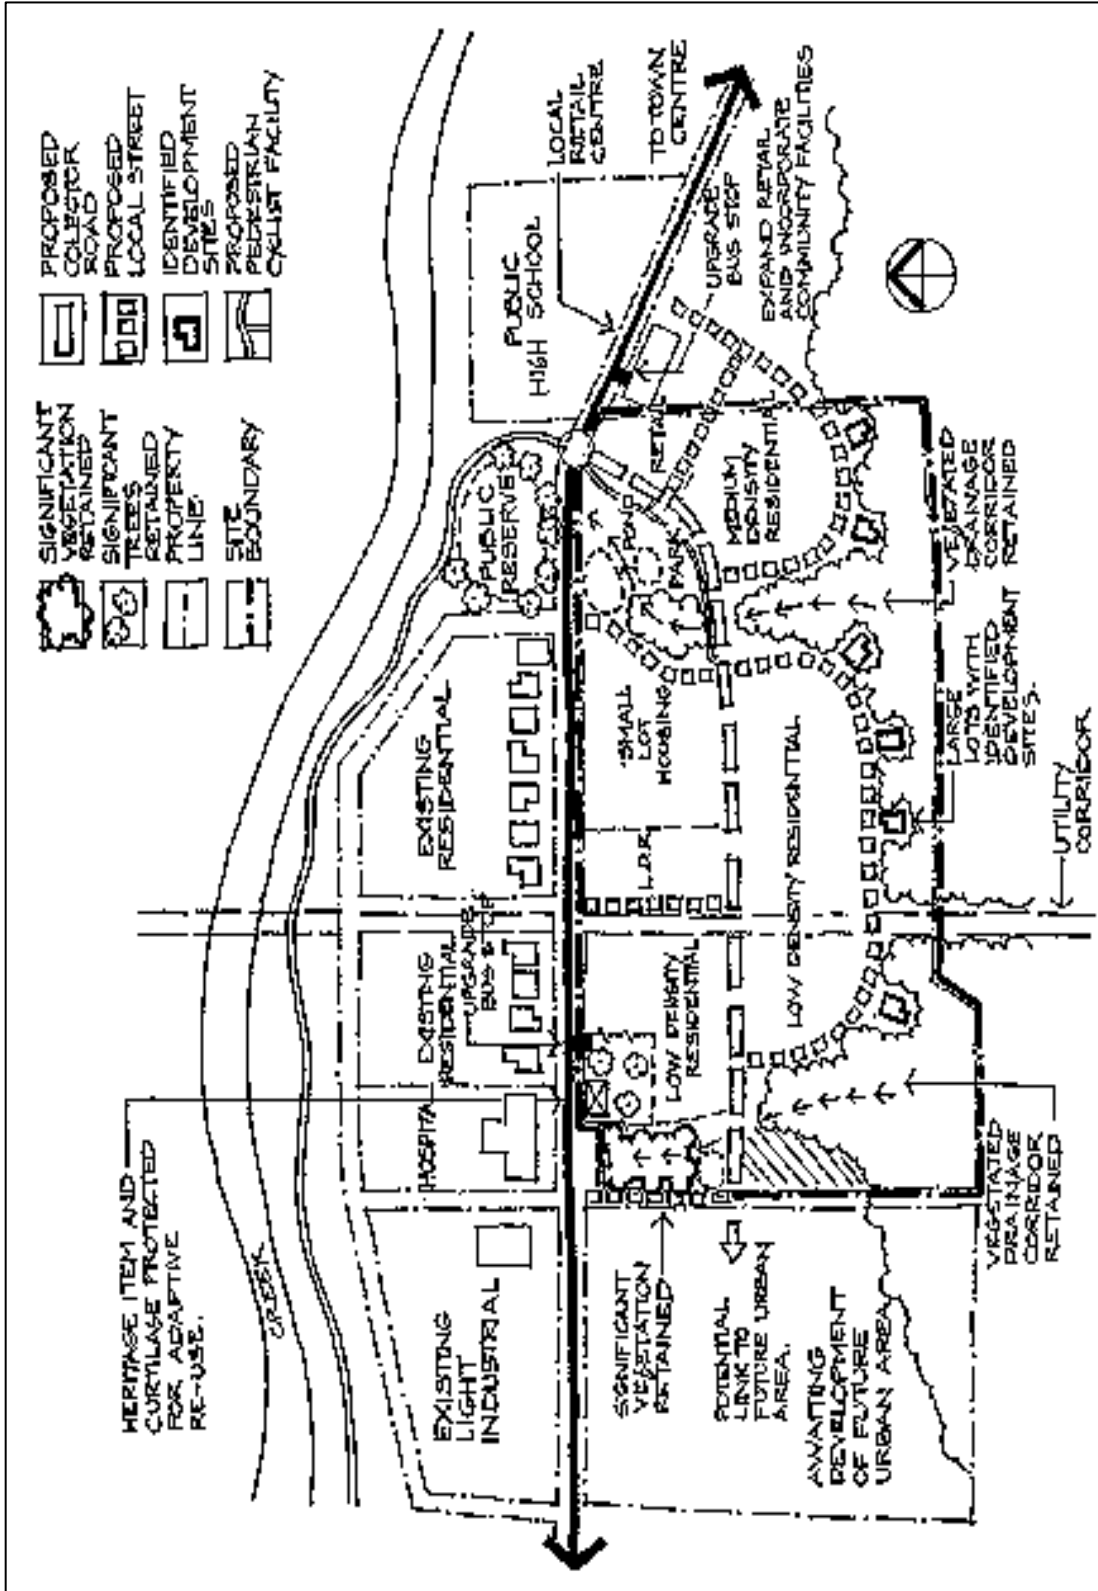 SIGNIFICANT
VEGETATION
RETAINED
SIGNIFICANT
TREES
RETAINED
PROPERTY
LINE
SITE
BOUNDARY
PROPOSED
COLECTOR
ROAD
PROPOSED
LOCAL STREET
IDENTIFIED
DEVELOPMENT
SITES
PROPOSED
PEDESTRIAN
CYCLIST FACILITY
HERITAGE ITEM AND
CURTILAGE PROTECTED
FOR ADAPTIVE
RE-USE.
CREEK
EXISTING
LIGHT
INDUSTRIAL
HOSPITAL
EXISTING
RESIDENTIAL
UPGRADE
BUS STOP
EXISTING
RESIDENTIAL
PUBLIC
RESERVE
PUBLIC
HIGH SCHOOL
LOCAL
RETAIL
CENTRE
TO TOWN
CENTRE
UPGRADE
BUS STOP
EXPAND RETAIL
AND INCORPORATE
COMMUNITY FACILITIES
SIGNIFICANT
VEGETATION
RETAINED
POTENTIAL
LINK TO
FUTURE URBAN
AREA.
AWAITING
DEVELOPMENT
OF FUTURE
URBAN AREA
LOW DENSITY
RESIDENTIAL
L.D.R.
SMALL
LOT
HOUSING
POND
PARK
RETAIL
MEDIUM
DENSITY
RESIDENTIAL
LOW DENSITY RESIDENTIAL
VEGETATED
DRAINAGE
CORRIDOR
RETAINED
UTILITY
CORRIDOR.
LARGE
LOTS WITH
IDENTIFIED
DEVELOPMENT
SITES.
VEGETATED
DRAINAGE
CORRIDOR
RETAINED